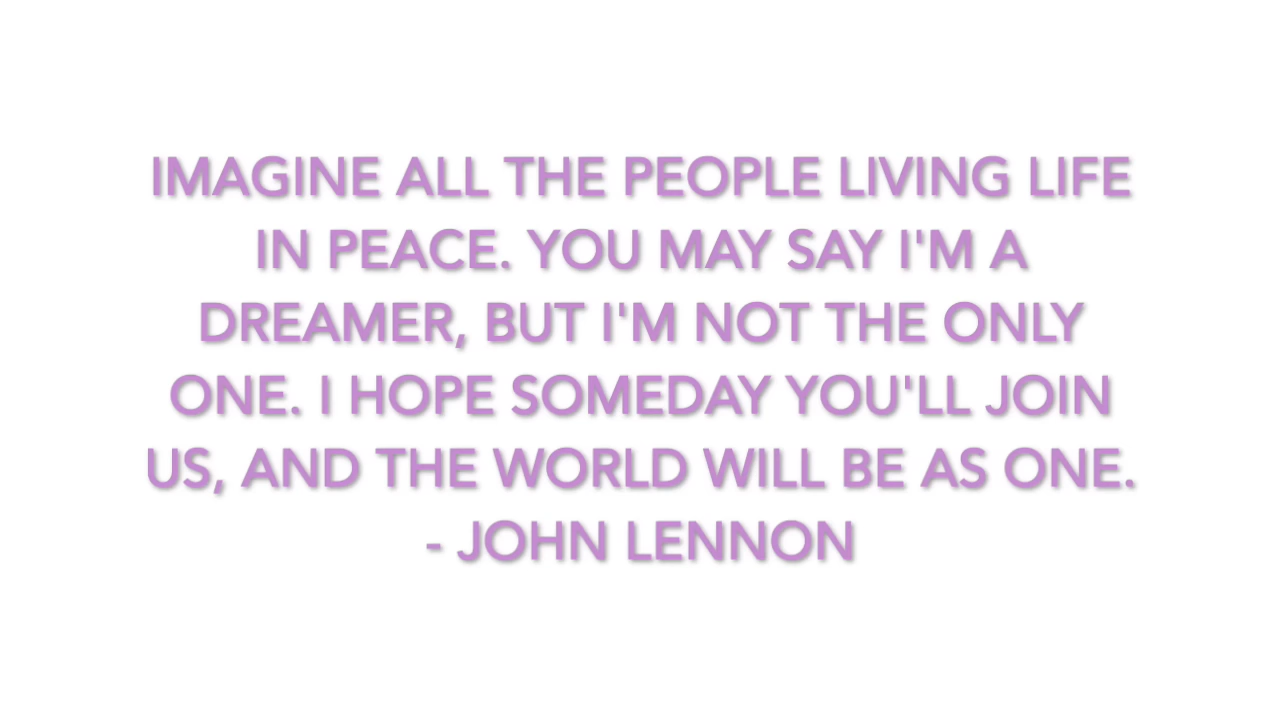 IMAGINE ALL THE PEOPLE LIVING LIFE
IN PEACE. YOU MAY SAY I'M A
DREAMER, BUT I'M NOT THE ONLY
ONE. I HOPE SOMEDAY YOU'LL JOIN
US, AND THE WORLD WILL BE AS ONE.
- JOHN LENNON